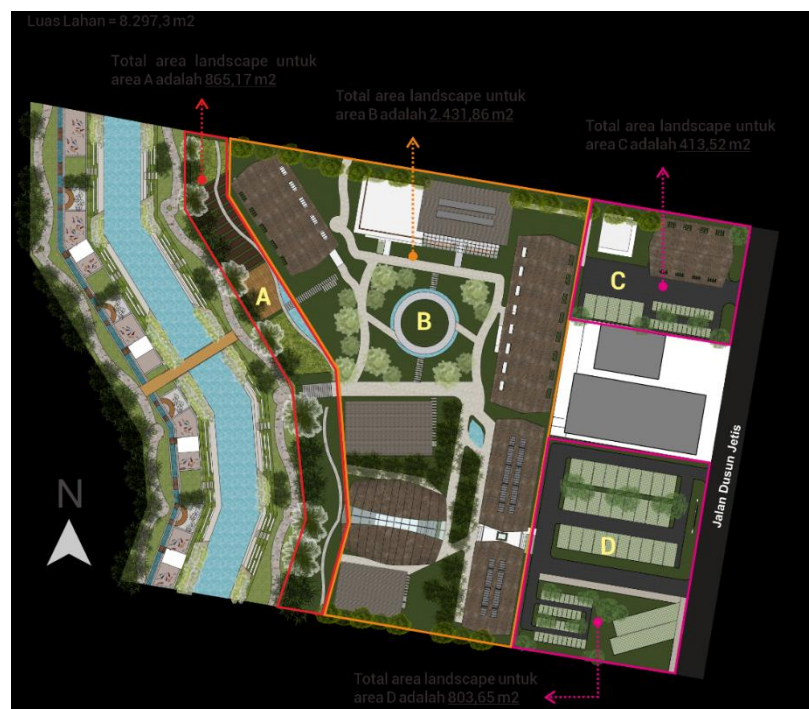 Luas Lahan = 8.297,3 m2
Total area landscape untuk
area A adalah 865,17 m2
Total area landscape untuk
area B adalah 2.431,86 m2
Total area landscape untuk
area C adalah 413,52 m2
C
A
B
N
Jalan Dusun Jetis
D
Total area landscape untuk
area D adalah 803,65 m2